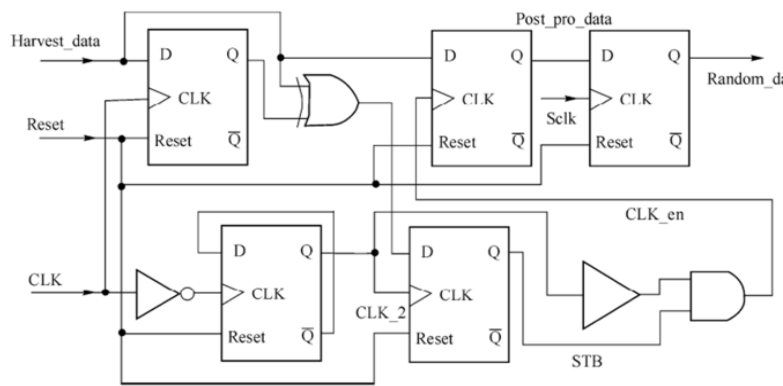 Post_pro_data
Harvest_data
D Q
D Q
D Q
CLK
CLK
CLK
Random_da
Sclk
Reset
Reset Q̅
Reset Q̅
Reset Q̅
CLK_en
D Q
D Q
CLK
CLK
CLK
CLK_2
Reset Q̅
Reset Q̅
STB